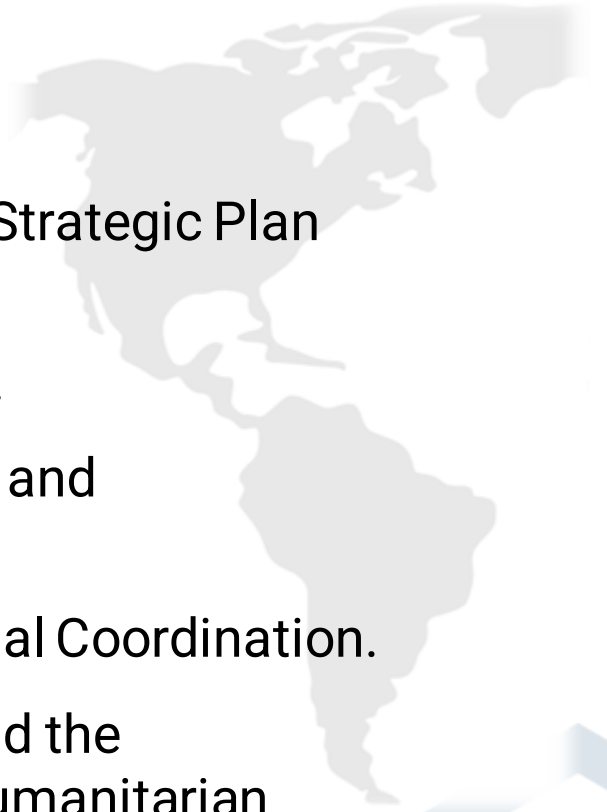 Strategic Plan
and
al Coordination.
d the
umanitarian